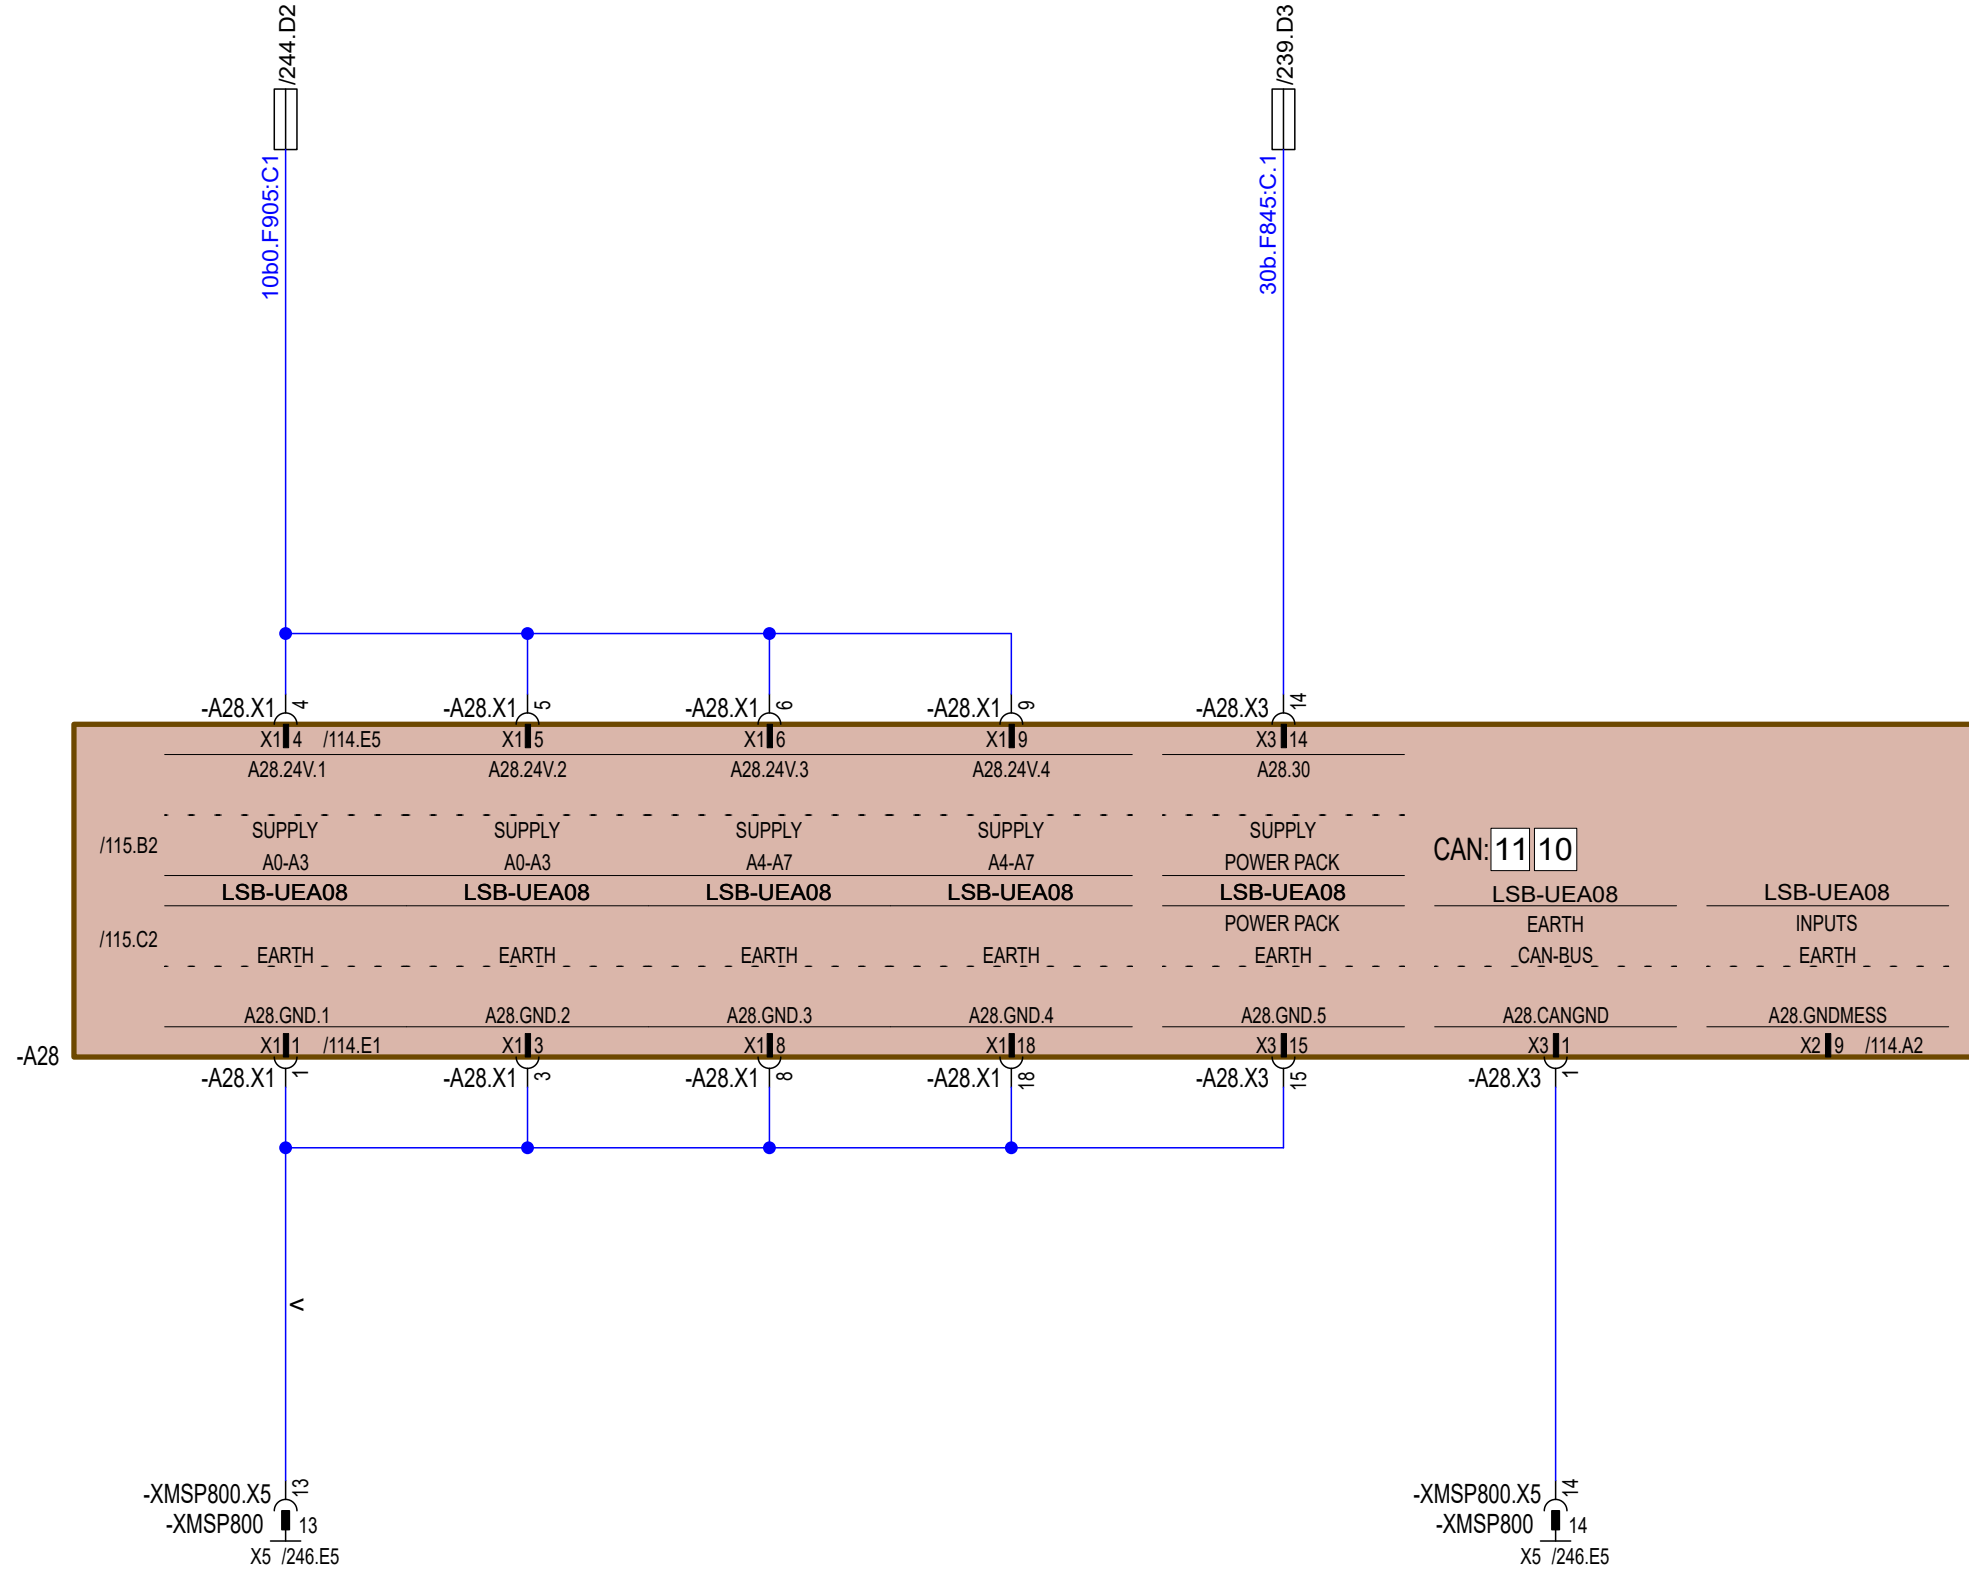 /244.D2
/239.D3
10b0.F905:C1
30b.F845:C.1
-A28.X1 4
-A28.X1 5
-A28.X1 6
-A28.X1 9
-A28.X3 14
X1 4 /114.E5
X1 5
X1 6
X1 9
X3 14
A28.24V.1
A28.24V.2
A28.24V.3
A28.24V.4
A28.30
/115.B2
SUPPLY
A0-A3
SUPPLY
A0-A3
SUPPLY
A4-A7
SUPPLY
A4-A7
SUPPLY
POWER PACK
CAN: 11 10
LSB-UEA08
LSB-UEA08
LSB-UEA08
LSB-UEA08
LSB-UEA08
LSB-UEA08
LSB-UEA08
/115.C2
EARTH
EARTH
EARTH
EARTH
POWER PACK
EARTH
EARTH
CAN-BUS
INPUTS
EARTH
A28.GND.1
A28.GND.2
A28.GND.3
A28.GND.4
A28.GND.5
A28.CANGND
A28.GNDMESS
-A28
X1 1 /114.E1
X1 3
X1 8
X1 18
X3 15
X3 1
X2 9 /114.A2
-A28.X1 1
-A28.X1 3
-A28.X1 8
-A28.X1 18
-A28.X3 15
-A28.X3 1
V
-XMSP800.X5 13
-XMSP800 13
X5 /246.E5
-XMSP800.X5 14
-XMSP800 14
X5 /246.E5